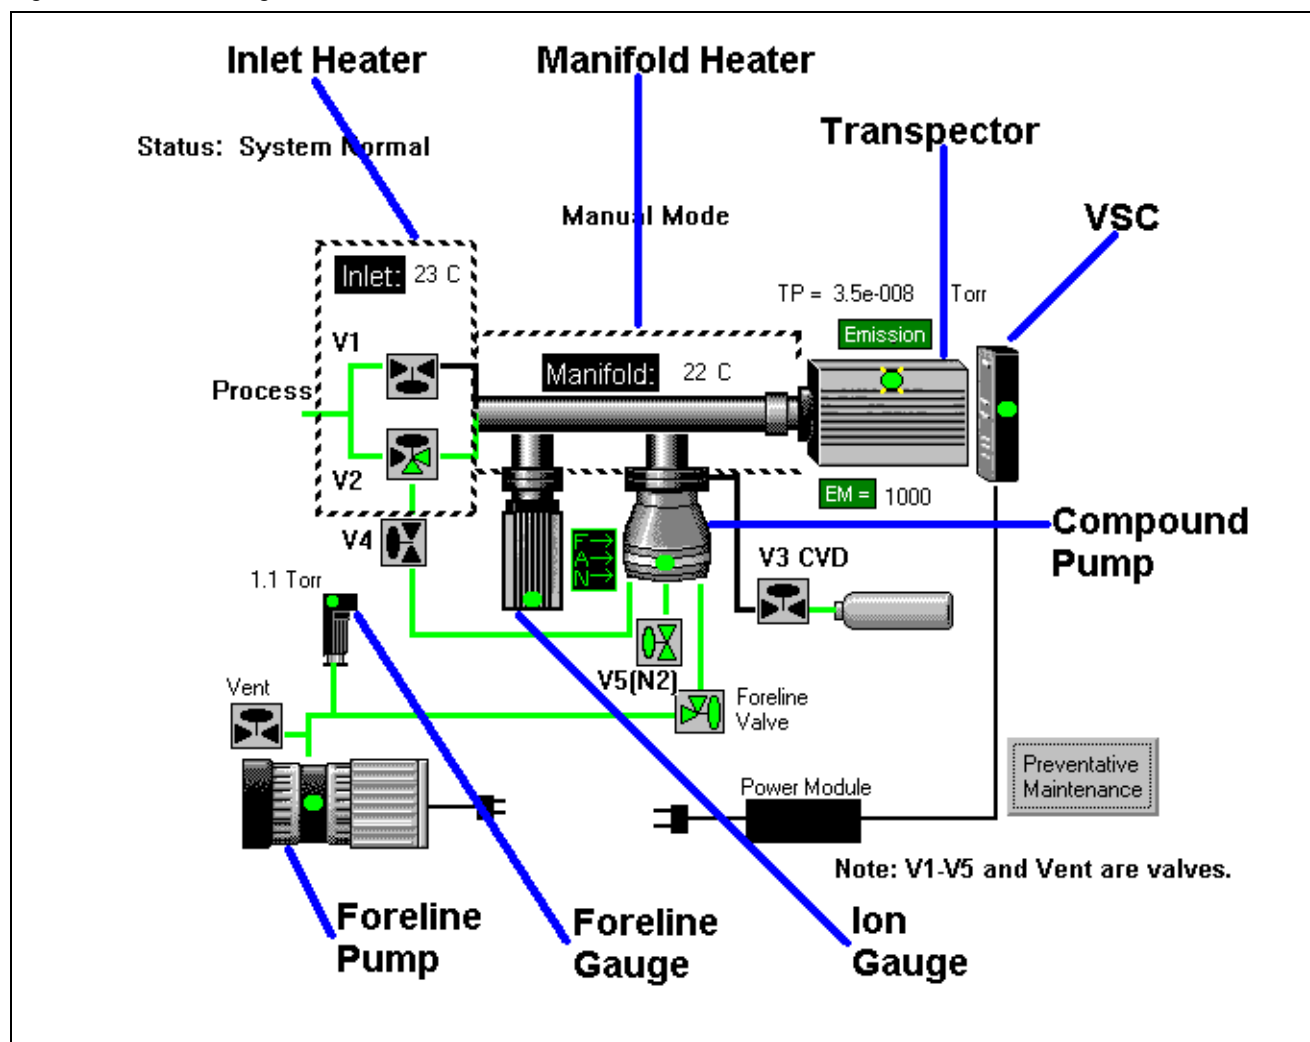 Inlet Heater
Manifold Heater
Transpector
Status: System Normal
Manual Mode
VSC
Inlet: 23 C
TP = 3.5e-008 Torr
Emission
V1
Manifold: 22 C
Process
V2
EM = 1000
V4
F
A
N
Compound
Pump
V3 CVD
1.1 Torr
V5(N2)
Vent
Foreline
Valve
Preventative
Maintenance
Power Module
Note: V1-V5 and Vent are valves.
Foreline
Pump
Foreline
Gauge
Ion
Gauge